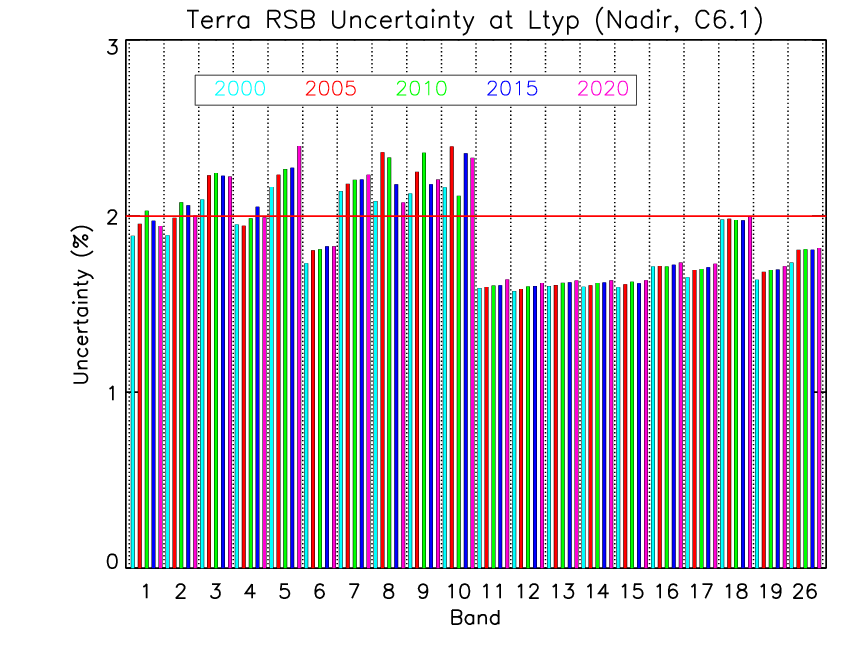 Terra RSB Uncertainty at Ltyp (Nadir, C6.1)
3
2000 2005 2010 2015 2020
2
Uncertainty (%)
1
0
1 2 3 4 5 6 7 8 9 10 11 12 13 14 15 16 17 18 19 26
Band